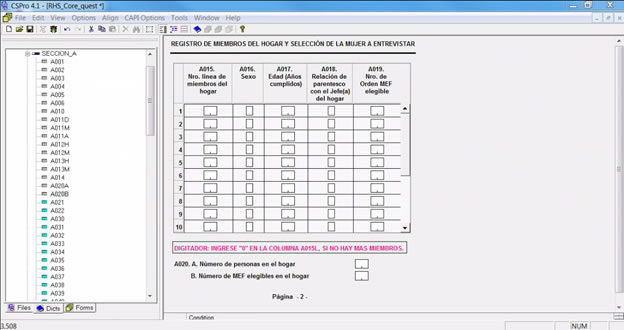 CSPro 4.1 - [RHS_Core_quest *]
File Edit View Options CAPI Options Tools Window Help
SECCION_A
A001
A002
A003
A004
A005
A006
A010
A011D
A011M
A011A
A012H
A012M
A013H
A013M
A014
A020A
A020B
A021
A022
A030
A031
A032
A033
A034
A035
A036
A037
A038
A039
Files Dicts Forms
REGISTRO DE MIEMBROS DEL HOGAR Y SELECCIÓN DE LA MUJER A ENTREVISTAR
A015. A016. A017. A018. A019.
Nro. línea de Sexo Edad (Años Relación de Nro. de
miembros del cumplidos) parentesco Orden MEF
hogar con el Jefe(a) elegible
del hogar
1
2
3
4
5
6
7
8
9
10
DIGITADOR: INGRESE "0" EN LA COLUMNA A015L, SI NO HAY MAS MIEMBROS.
A020. A. Número de personas en el hogar
B. Número de MEF elegibles en el hogar
Página - 2 -
Condition
3,508 NUM